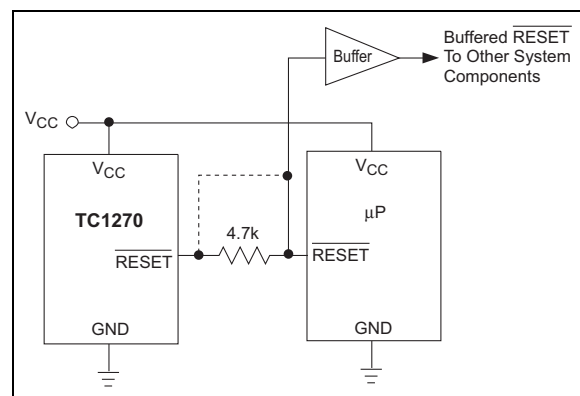 Buffered RESET
To Other System
Components
Buffer
VCC
VCC
VCC
TC1270
μP
4.7k
RESET
RESET
GND
GND